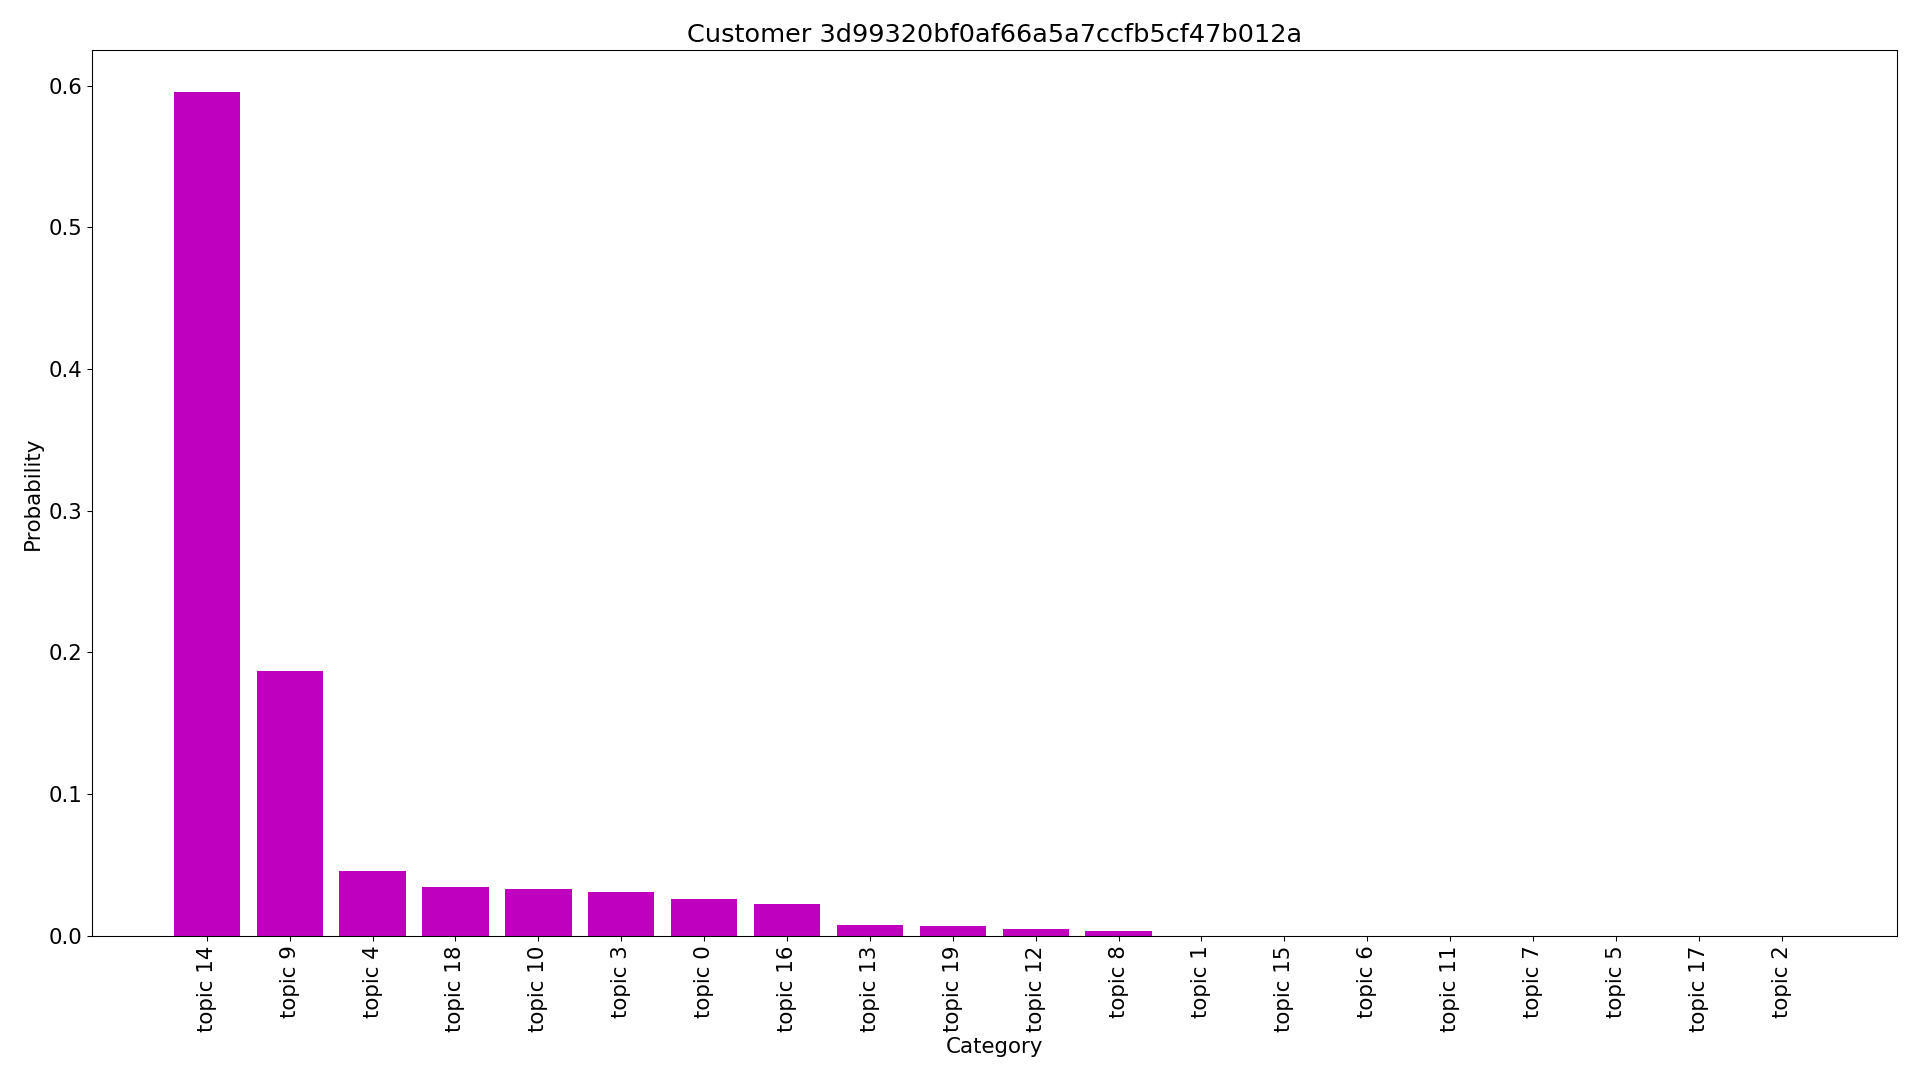 Customer 3d99320bf0af66a5a7ccfb5cf47b012a
0.6
0.5
0.4
0.3
0.2
0.1
0.0
Probability
topic 14
topic 9
topic 4
topic 18
topic 10
topic 3
topic 0
topic 16
topic 13
topic 19
topic 12
topic 8
topic 1
topic 15
topic 6
topic 11
topic 7
topic 5
topic 17
topic 2
Category